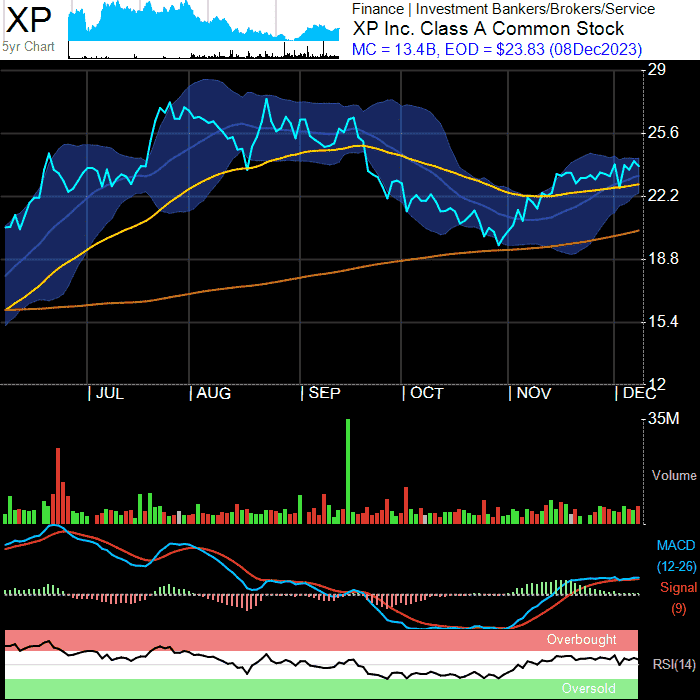 XP
5yr Chart
Finance | Investment Bankers/Brokers/Service
XP Inc. Class A Common Stock
MC = 13.4B, EOD = $23.83 (08Dec2023)
29
25.6
22.2
18.8
15.4
12
JUL AUG SEP OCT NOV DEC
35M
Volume
MACD
(12-26)
Signal
(9)
Overbought
RSI(14)
Oversold